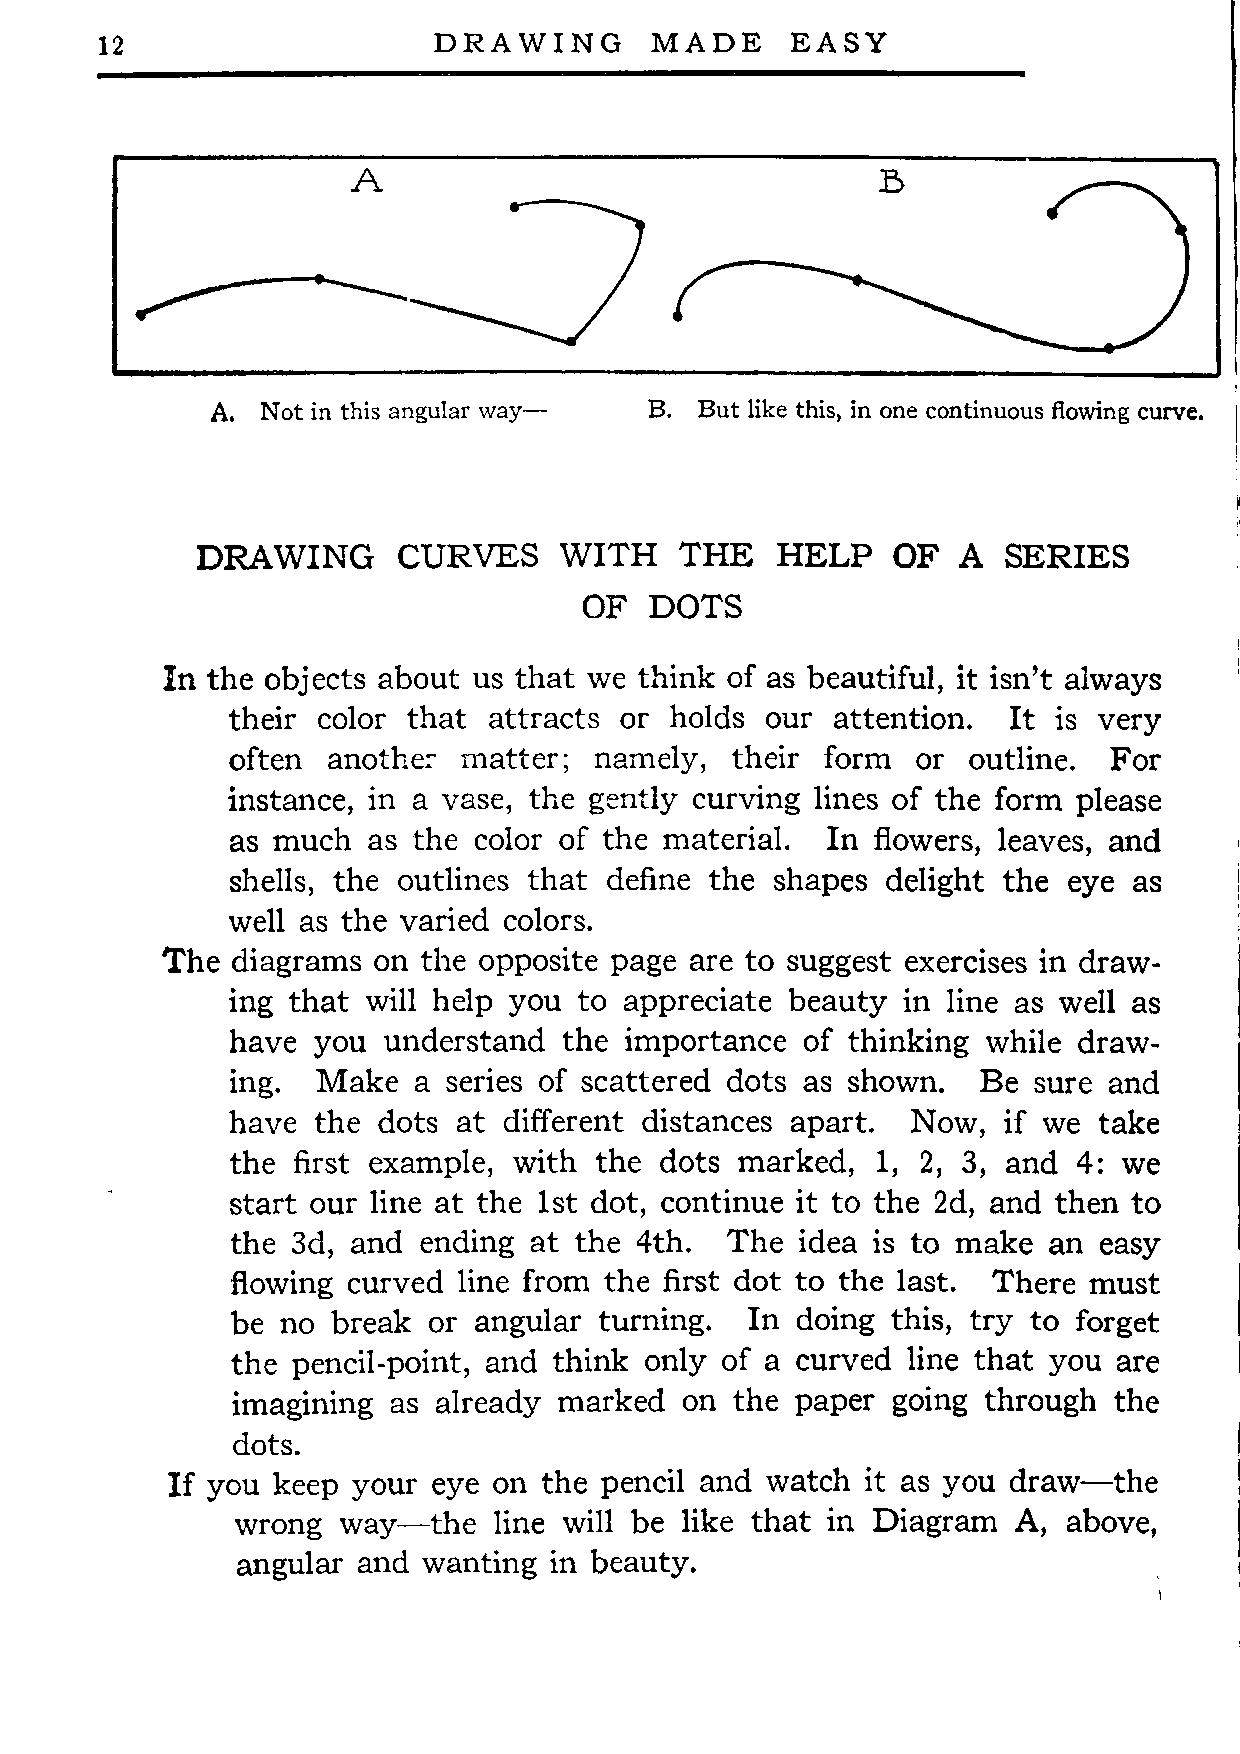 12 DRAWING MADE EASY
A B
A. Not in this angular way— B. But like this, in one continuous flowing curve.
DRAWING CURVES WITH THE HELP OF A SERIES
OF DOTS
In the objects about us that we think of as beautiful, it isn't always
their color that attracts or holds our attention. It is very
often another matter; namely, their form or outline. For
instance, in a vase, the gently curving lines of the form please
as much as the color of the material. In flowers, leaves, and
shells, the outlines that define the shapes delight the eye as
well as the varied colors.
The diagrams on the opposite page are to suggest exercises in draw-
ing that will help you to appreciate beauty in line as well as
have you understand the importance of thinking while draw-
ing. Make a series of scattered dots as shown. Be sure and
have the dots at different distances apart. Now, if we take
the first example, with the dots marked, 1, 2, 3, and 4: we
start our line at the 1st dot, continue it to the 2d, and then to
the 3d, and ending at the 4th. The idea is to make an easy
flowing curved line from the first dot to the last. There must
be no break or angular turning. In doing this, try to forget
the pencil-point, and think only of a curved line that you are
imagining as already marked on the paper going through the
dots.
If you keep your eye on the pencil and watch it as you draw—the
wrong way—the line will be like that in Diagram A, above,
angular and wanting in beauty.